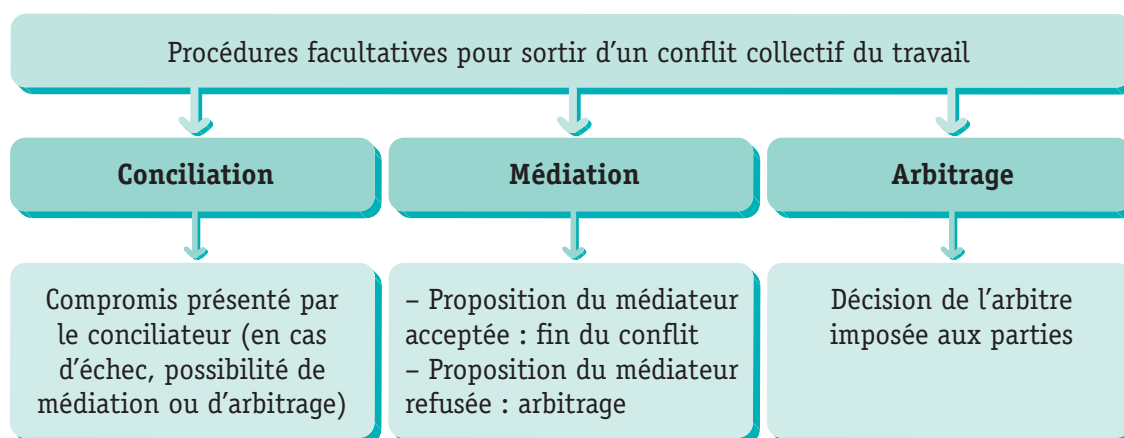 Procédures facultatives pour sortir d’un conflit collectif du travail
Conciliation
Médiation
Arbitrage
Compromis présenté par
le conciliateur (en cas
d’échec, possibilité de
médiation ou d’arbitrage)
– Proposition du médiateur
acceptée : fin du conflit
– Proposition du médiateur
refusée : arbitrage
Décision de l’arbitre
imposée aux parties